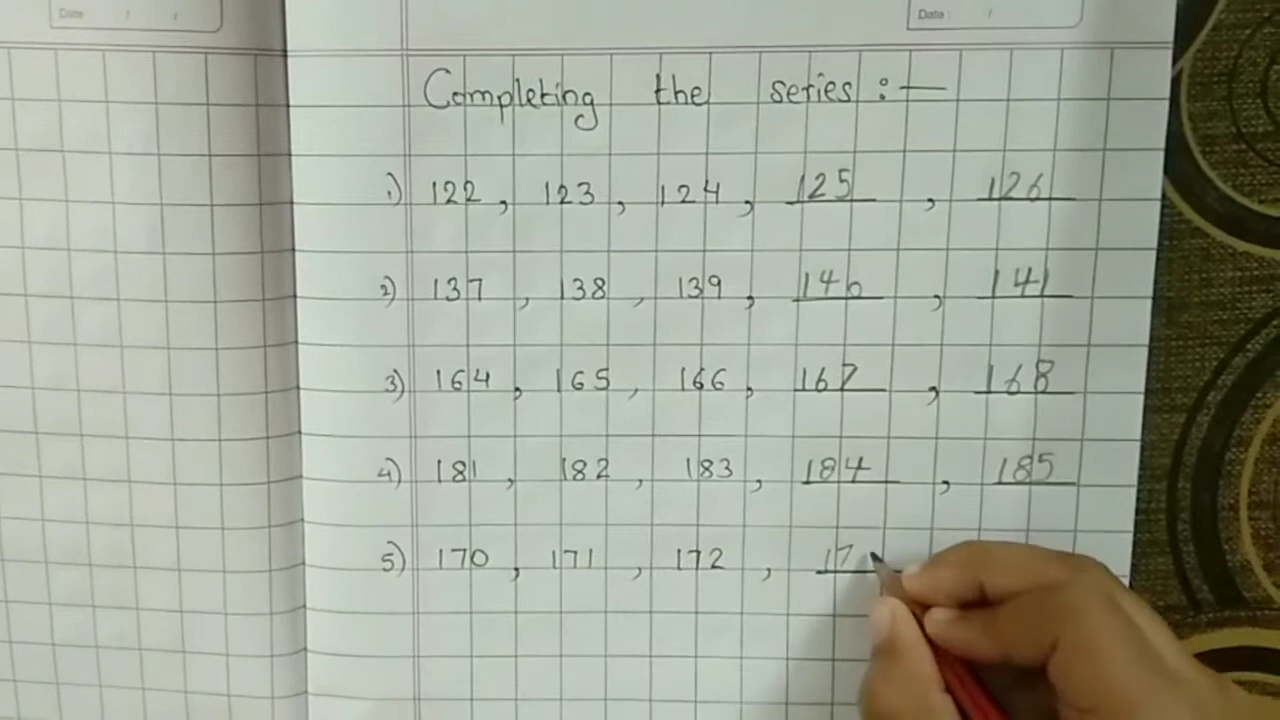 Date / /
Date : /
Completing the series :—
1) 122, 123, 124, 125, 126
2) 137, 138, 139, 140, 141
3) 164, 165, 166, 167, 168
4) 181, 182, 183, 184, 185
5) 170, 171, 172, 17